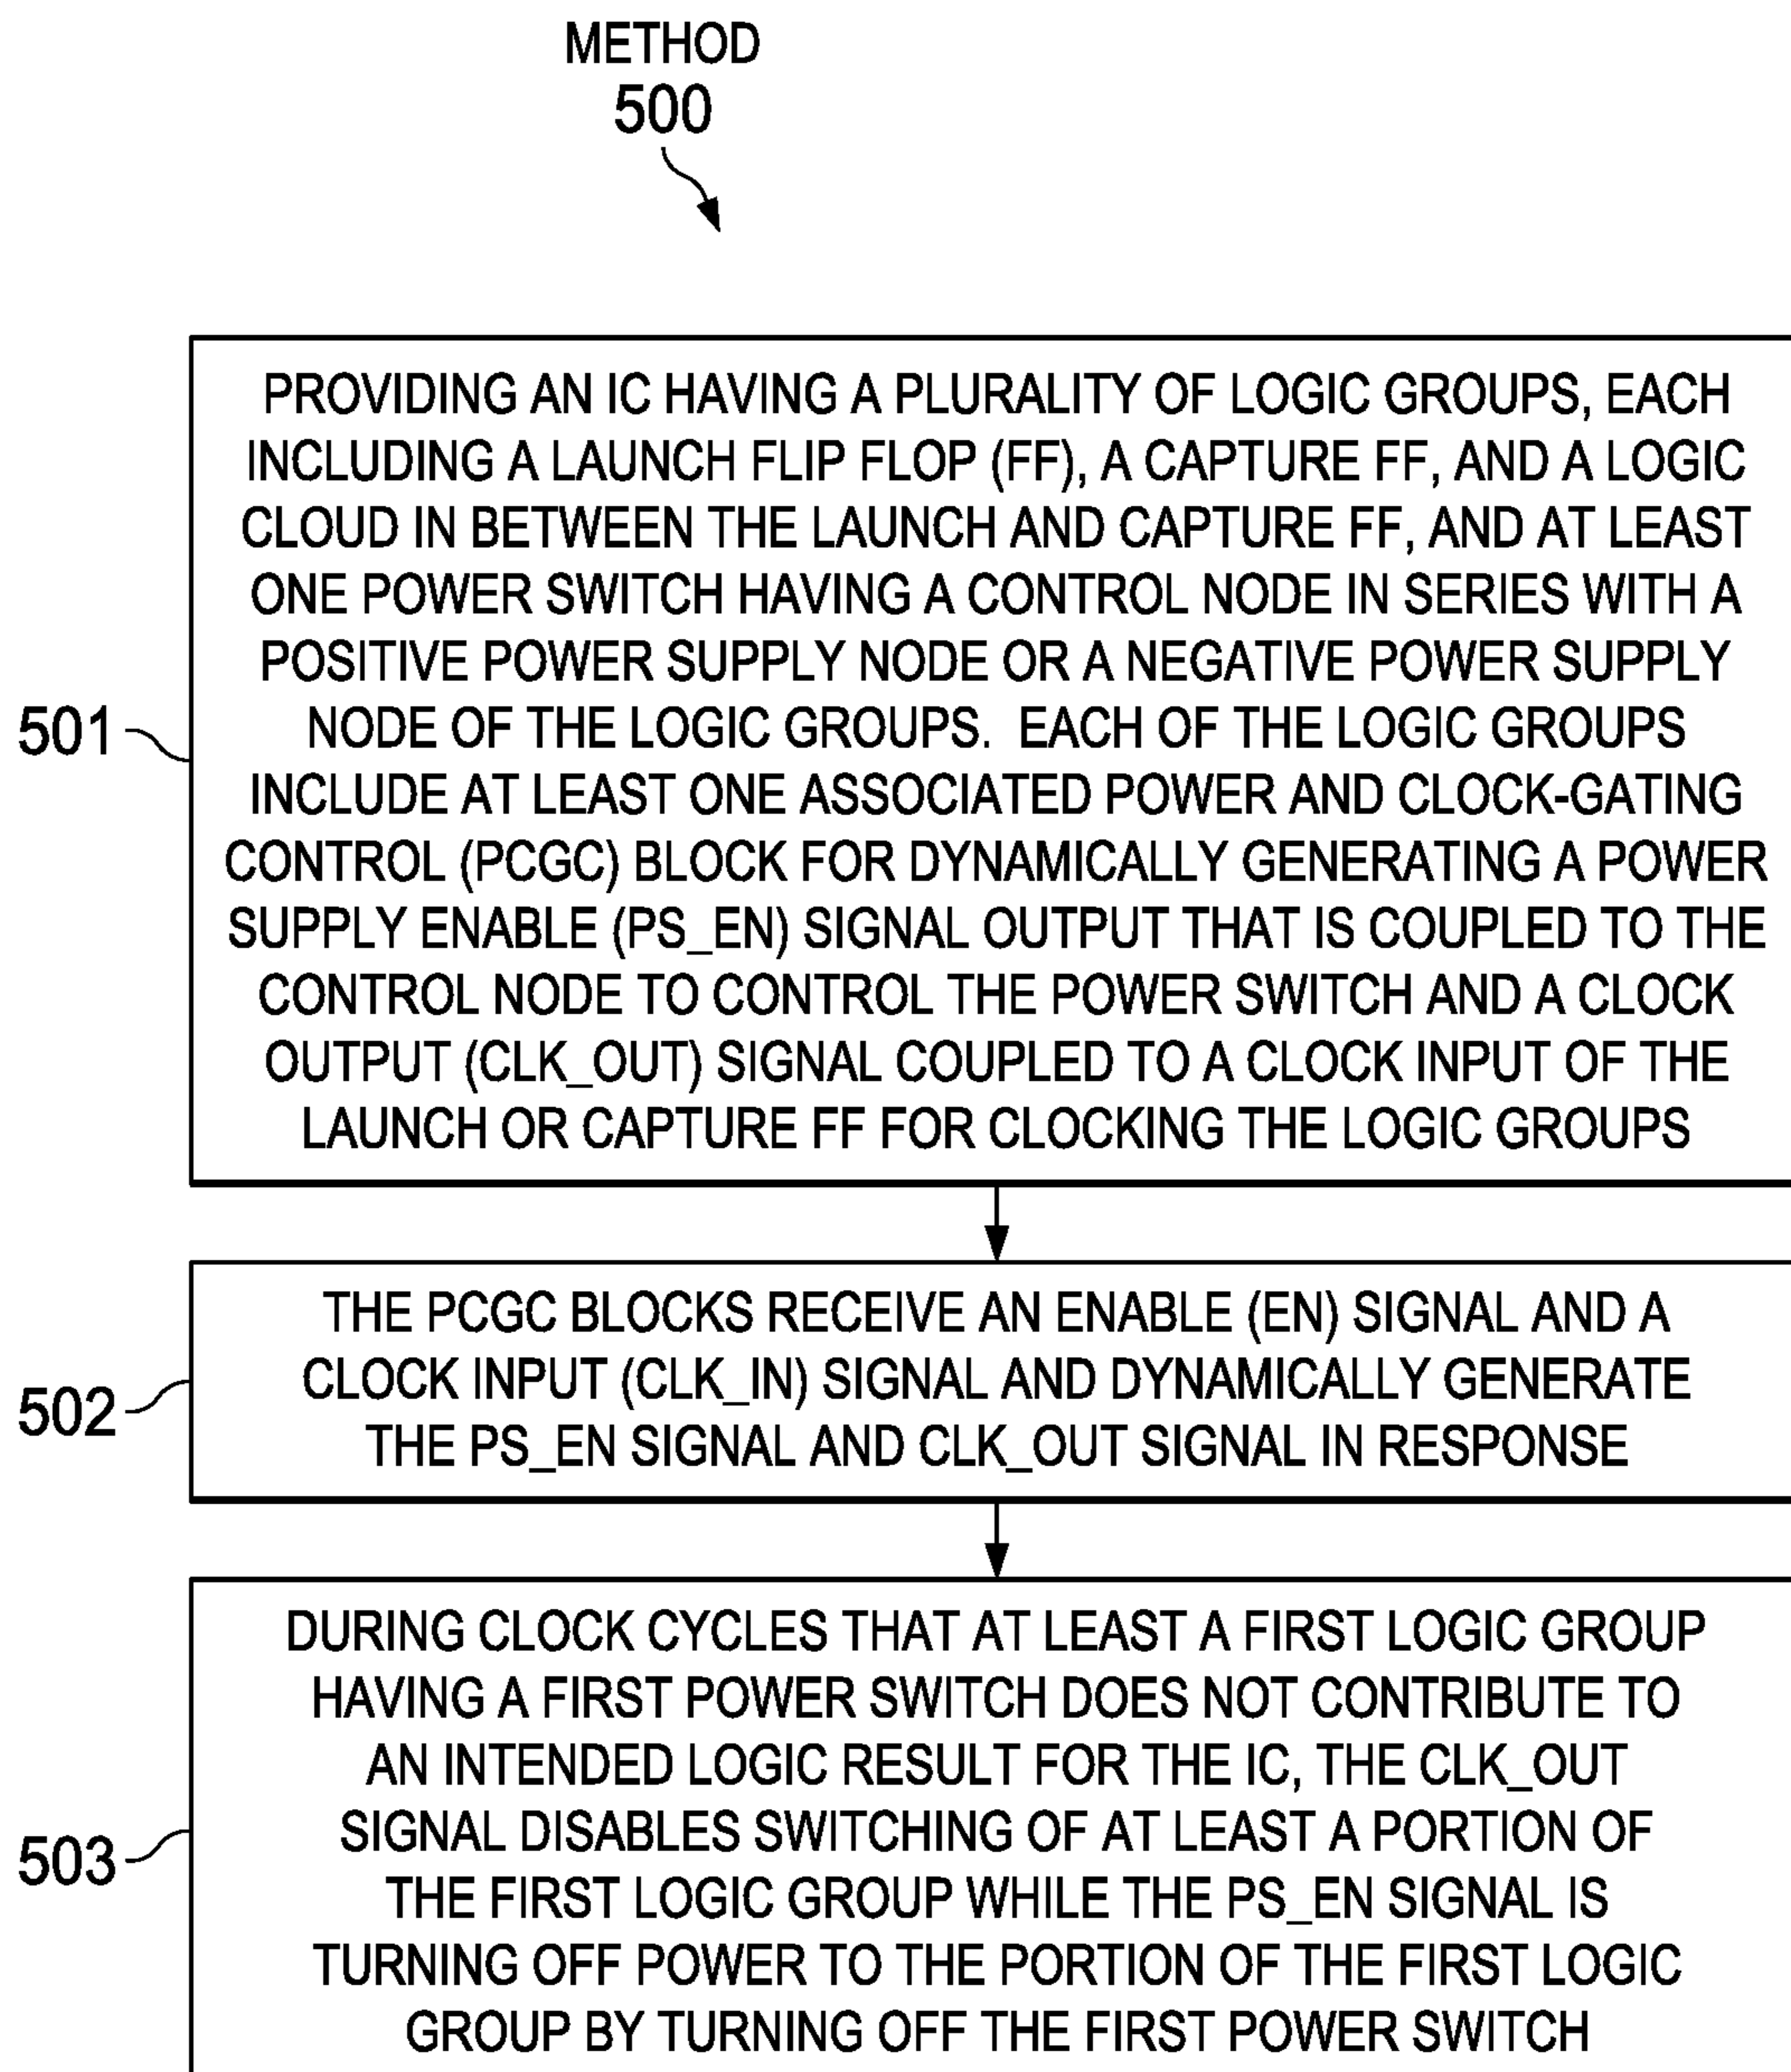 METHOD
500
PROVIDING AN IC HAVING A PLURALITY OF LOGIC GROUPS, EACH
INCLUDING A LAUNCH FLIP FLOP (FF), A CAPTURE FF, AND A LOGIC
CLOUD IN BETWEEN THE LAUNCH AND CAPTURE FF, AND AT LEAST
ONE POWER SWITCH HAVING A CONTROL NODE IN SERIES WITH A
POSITIVE POWER SUPPLY NODE OR A NEGATIVE POWER SUPPLY
NODE OF THE LOGIC GROUPS. EACH OF THE LOGIC GROUPS
INCLUDE AT LEAST ONE ASSOCIATED POWER AND CLOCK-GATING
CONTROL (PCGC) BLOCK FOR DYNAMICALLY GENERATING A POWER
SUPPLY ENABLE (PS_EN) SIGNAL OUTPUT THAT IS COUPLED TO THE
CONTROL NODE TO CONTROL THE POWER SWITCH AND A CLOCK
OUTPUT (CLK_OUT) SIGNAL COUPLED TO A CLOCK INPUT OF THE
LAUNCH OR CAPTURE FF FOR CLOCKING THE LOGIC GROUPS
501
THE PCGC BLOCKS RECEIVE AN ENABLE (EN) SIGNAL AND A
CLOCK INPUT (CLK_IN) SIGNAL AND DYNAMICALLY GENERATE
THE PS_EN SIGNAL AND CLK_OUT SIGNAL IN RESPONSE
502
DURING CLOCK CYCLES THAT AT LEAST A FIRST LOGIC GROUP
HAVING A FIRST POWER SWITCH DOES NOT CONTRIBUTE TO
AN INTENDED LOGIC RESULT FOR THE IC, THE CLK_OUT
SIGNAL DISABLES SWITCHING OF AT LEAST A PORTION OF
THE FIRST LOGIC GROUP WHILE THE PS_EN SIGNAL IS
TURNING OFF POWER TO THE PORTION OF THE FIRST LOGIC
GROUP BY TURNING OFF THE FIRST POWER SWITCH
503